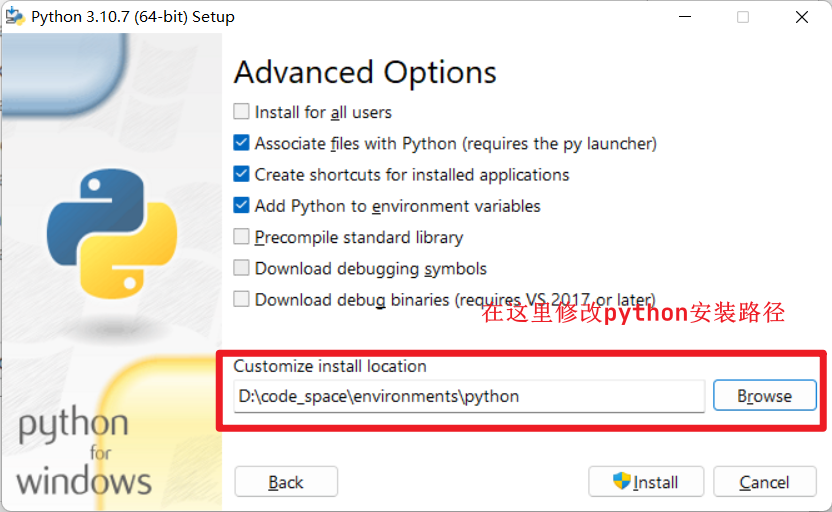 Python 3.10.7 (64-bit) Setup
Advanced Options
Install for all users
Associate files with Python (requires the py launcher)
Create shortcuts for installed applications
Add Python to environment variables
Precompile standard library
Download debugging symbols
Download debug binaries (requires VS 2017 or later)
在这里修改python安装路径
Customize install location
D:\code_space\environments\python
Browse
python
for
windows
Back
Install
Cancel